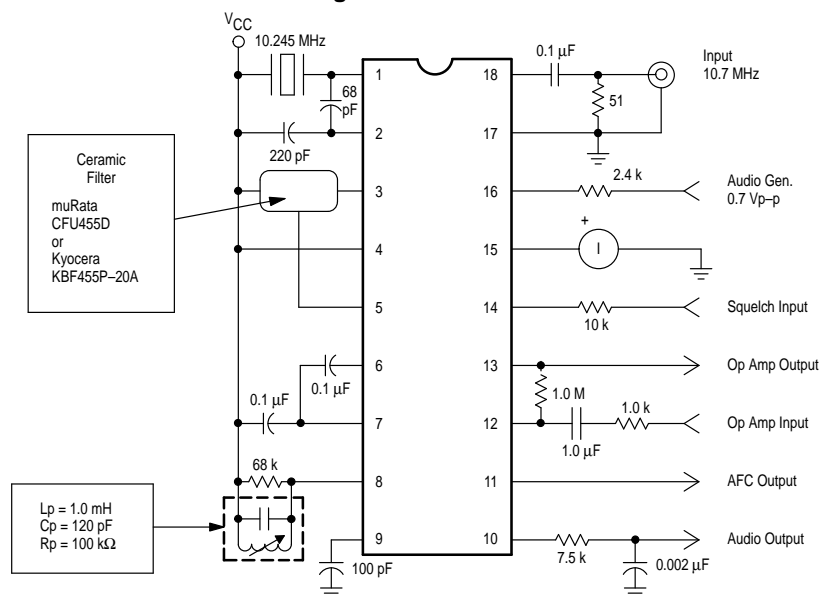 VCC
10.245 MHz
68
pF
220 pF
Ceramic
Filter
muRata
CFU455D
or
Kyocera
KBF455P–20A
0.1 µF
0.1 µF
68 k
Lp = 1.0 mH
Cp = 120 pF
Rp = 100 kΩ
100 pF
1
2
3
4
5
6
7
8
9
18
17
16
15
14
13
12
11
10
0.1 µF
Input
10.7 MHz
51
2.4 k
Audio Gen.
0.7 Vp–p
+
I
10 k
Squelch Input
Op Amp Output
1.0 M
1.0 k
Op Amp Input
1.0 µF
AFC Output
Audio Output
7.5 k
0.002 µF